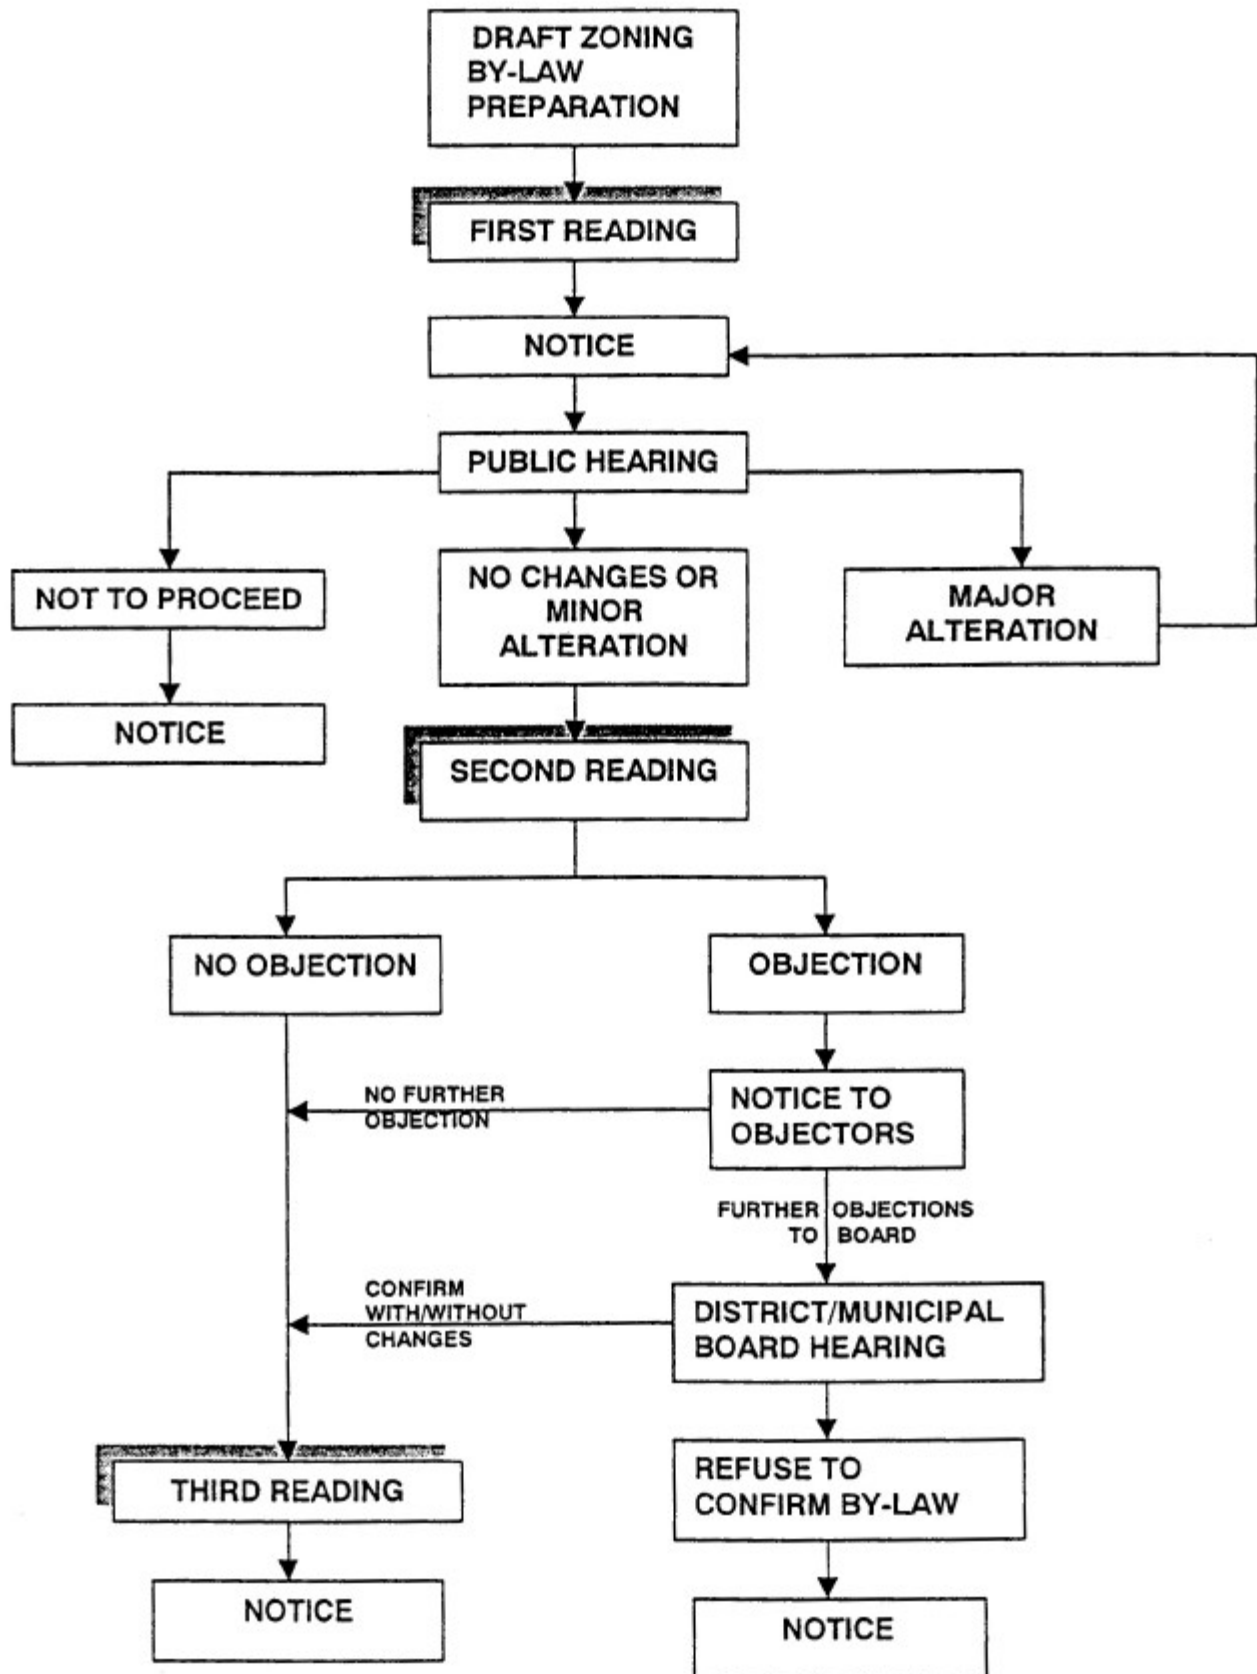 DRAFT ZONING
BY-LAW
PREPARATION
FIRST READING
NOTICE
PUBLIC HEARING
NOT TO PROCEED
NO CHANGES OR
MINOR
ALTERATION
MAJOR
ALTERATION
NOTICE
SECOND READING
NO OBJECTION
OBJECTION
NO FURTHER
OBJECTION
NOTICE TO
OBJECTORS
FURTHER OBJECTIONS
TO BOARD
CONFIRM
WITH/WITHOUT
CHANGES
DISTRICT/MUNICIPAL
BOARD HEARING
THIRD READING
REFUSE TO
CONFIRM BY-LAW
NOTICE
NOTICE